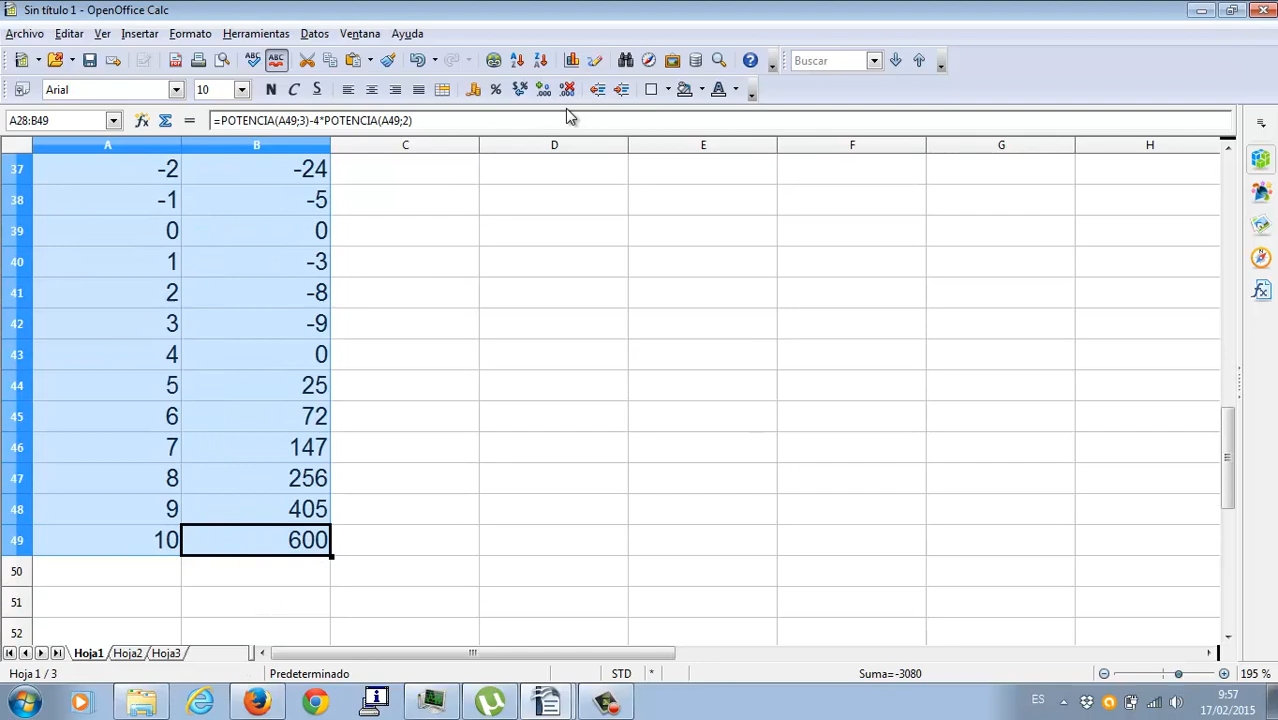 Sin título 1 - OpenOffice Calc
Archivo Editar Ver Insertar Formato Herramientas Datos Ventana Ayuda
ABC ABC Buscar
Arial 10 N C S
A28:B49 =POTENCIA(A49;3)-4*POTENCIA(A49;2)
A B C D E F G H
37 -2 -24
38 -1 -5
39 0 0
40 1 -3
41 2 -8
42 3 -9
43 4 0
44 5 25
45 6 72
46 7 147
47 8 256
48 9 405
49 10 600
50
51
52
Hoja1 Hoja2 Hoja3
Hoja 1 / 3 Predeterminado STD * Suma=-3080 195 %
ES 9:57
17/02/2015